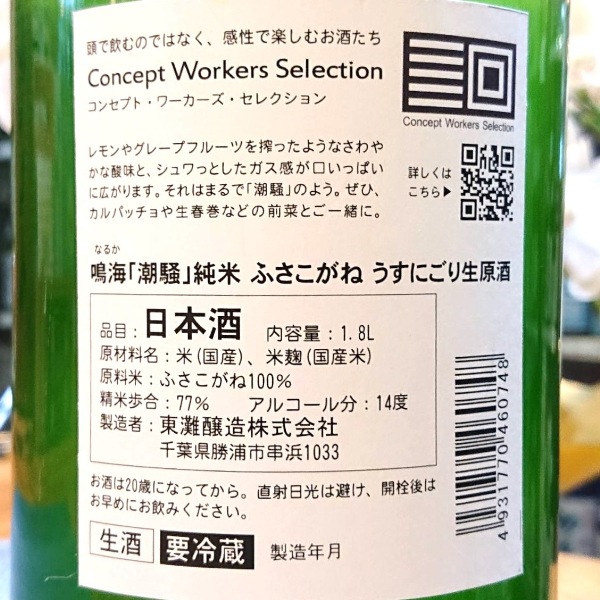 頭で飲むのではなく、感性で楽しむお酒たち
Concept Workers Selection
コンセプト・ワーカーズ・セレクション
Concept Workers Selection
レモンやグレープフルーツを搾ったようなさわや
かな酸味と、シュワっとしたガス感が口いっぱい
に広がります。それはまるで「潮騒」のよう。ぜひ、
カルパッチョや生春巻などの前菜とご一緒に。
詳しくは
こちら▶
なるか
鳴海「潮騒」純米 ふさこがね うすにごり生原酒
品目：日本酒 内容量：1.8L
原材料名：米(国産)、米麹(国産米)
原料米：ふさこがね100%
精米歩合：77% アルコール分：14度
製造者：東灘醸造株式会社
千葉県勝浦市串浜1033
お酒は20歳になってから。直射日光は避け、開栓後は
お早めにお飲みください。
生酒 要冷蔵 製造年月
4 931770 460748